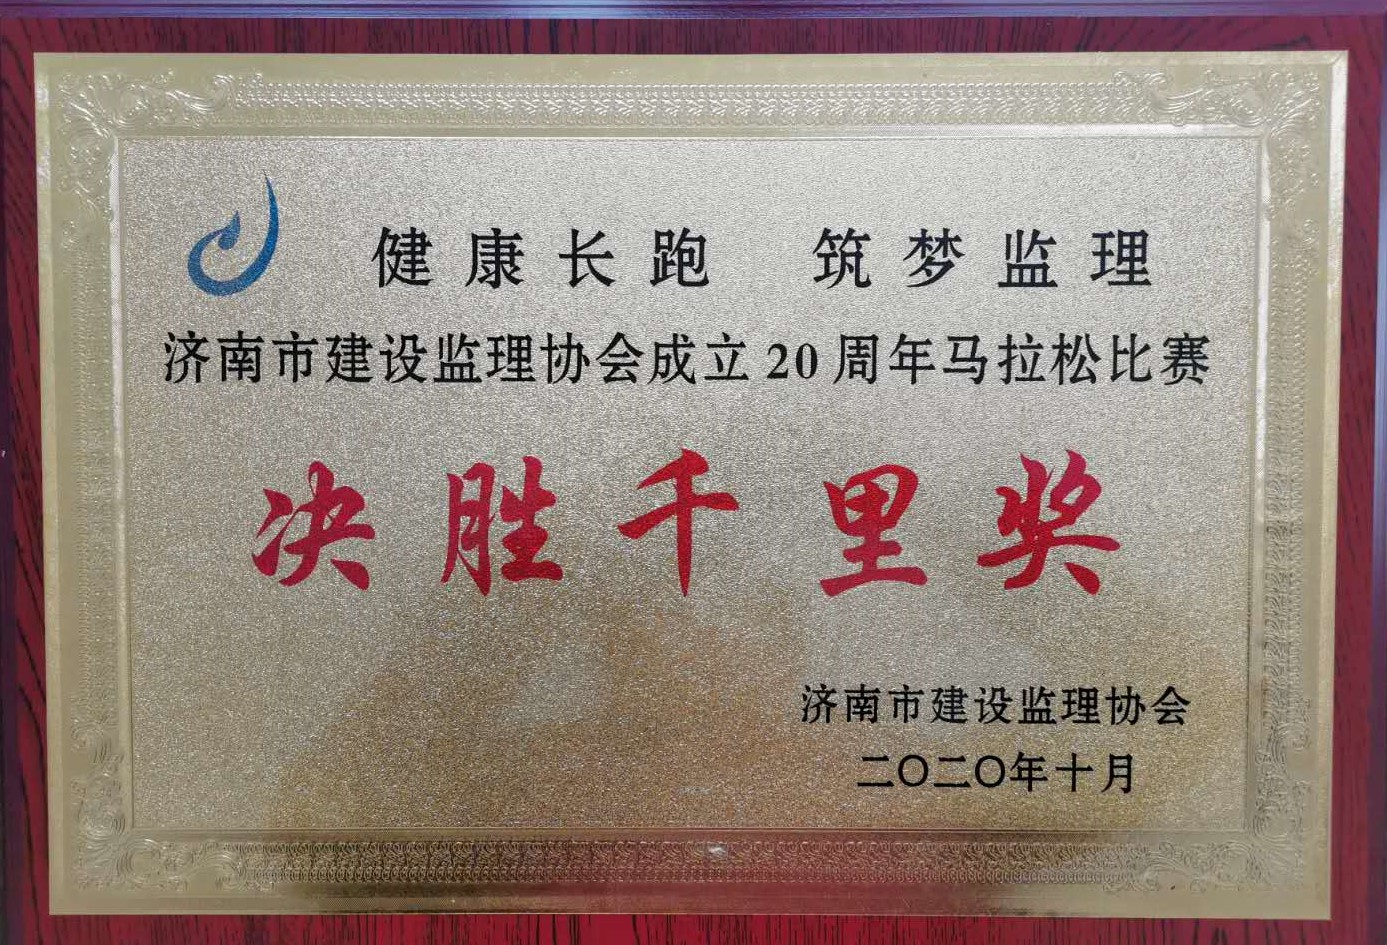 健康长跑 筑梦监理
济南市建设监理协会成立20周年马拉松比赛
决胜千里奖
济南市建设监理协会
二〇二〇年十月